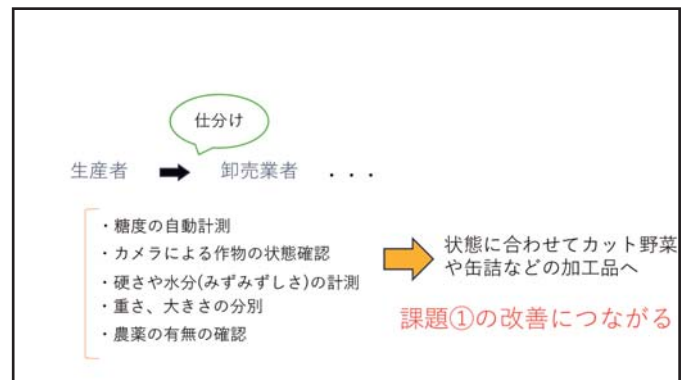 仕分け
生産者 ➡ 卸売業者 ・・・
・糖度の自動計測
・カメラによる作物の状態確認
・硬さや水分(みずみずしさ)の計測
・重さ、大きさの分別
・農薬の有無の確認
状態に合わせてカット野菜
や缶詰などの加工品へ
課題①の改善につながる